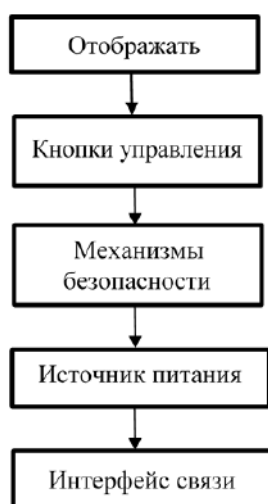 Отображать
Кнопки управления
Механизмы
безопасности
Источник питания
Интерфейс связи